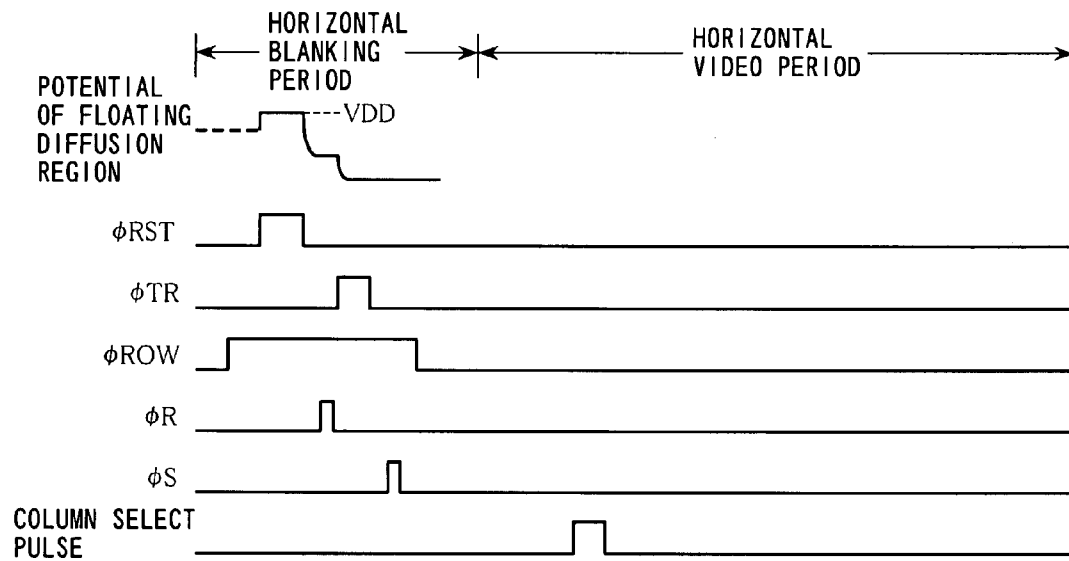 HORIZONTAL
BLANKING
PERIOD
HORIZONTAL
VIDEO PERIOD
POTENTIAL
OF FLOATING
DIFFUSION
REGION
VDD
φRST
φTR
φROW
φR
φS
COLUMN SELECT
PULSE